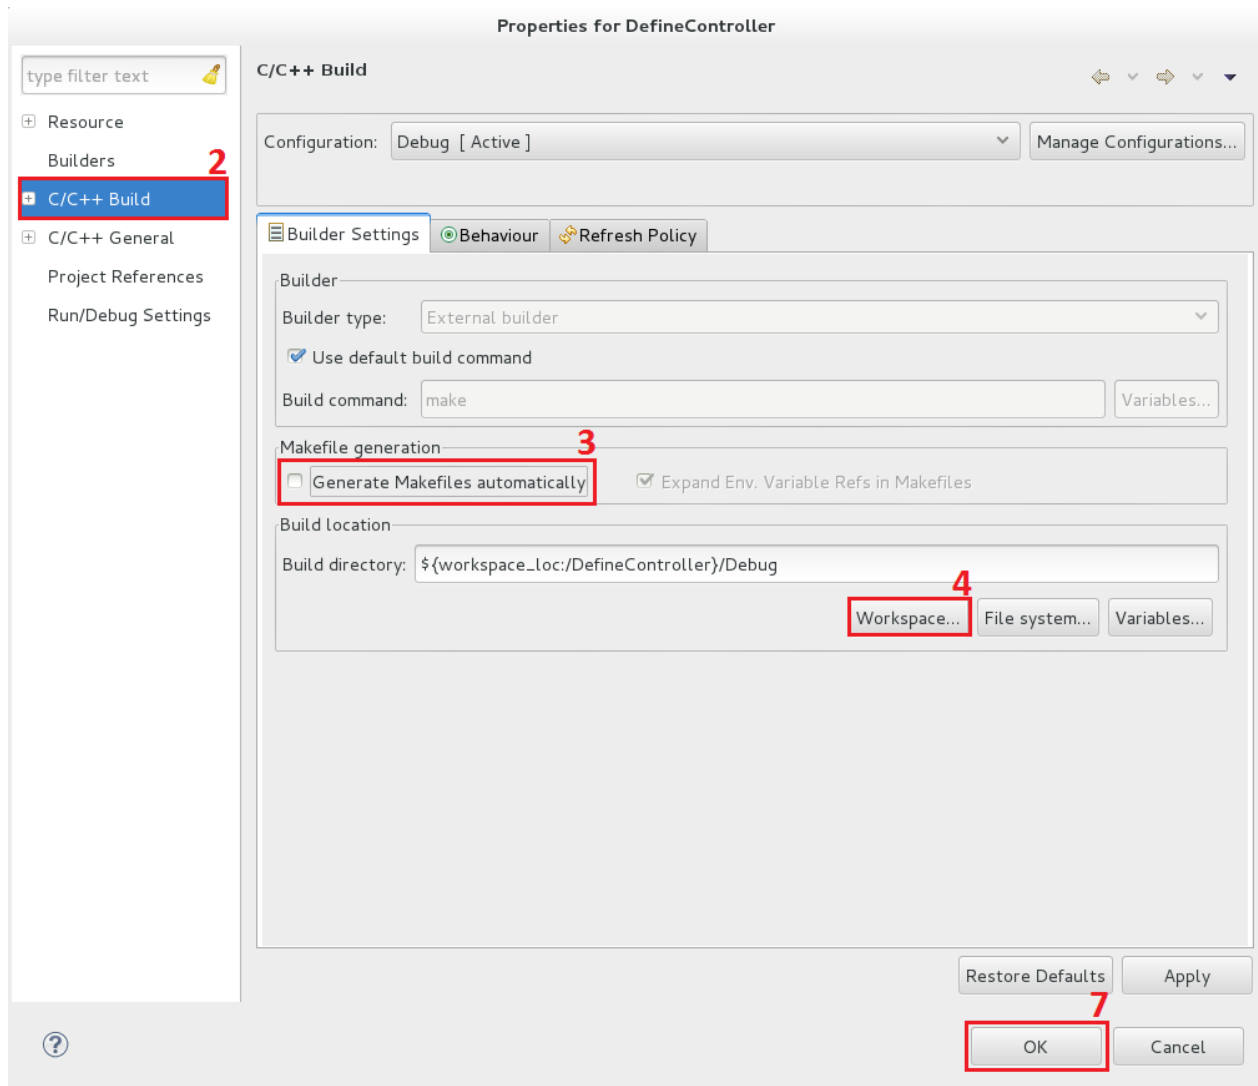 Properties for DefineController
type filter text
C/C++ Build
Resource
Builders
2
C/C++ Build
C/C++ General
Project References
Run/Debug Settings
Configuration: Debug [ Active ] Manage Configurations...
Builder Settings Behaviour Refresh Policy
Builder
Builder type: External builder
Use default build command
Build command: make Variables...
Makefile generation
3
Generate Makefiles automatically Expand Env. Variable Refs in Makefiles
Build location
Build directory: ${workspace_loc:/DefineController}/Debug
4
Workspace... File system... Variables...
Restore Defaults Apply
7
? OK Cancel